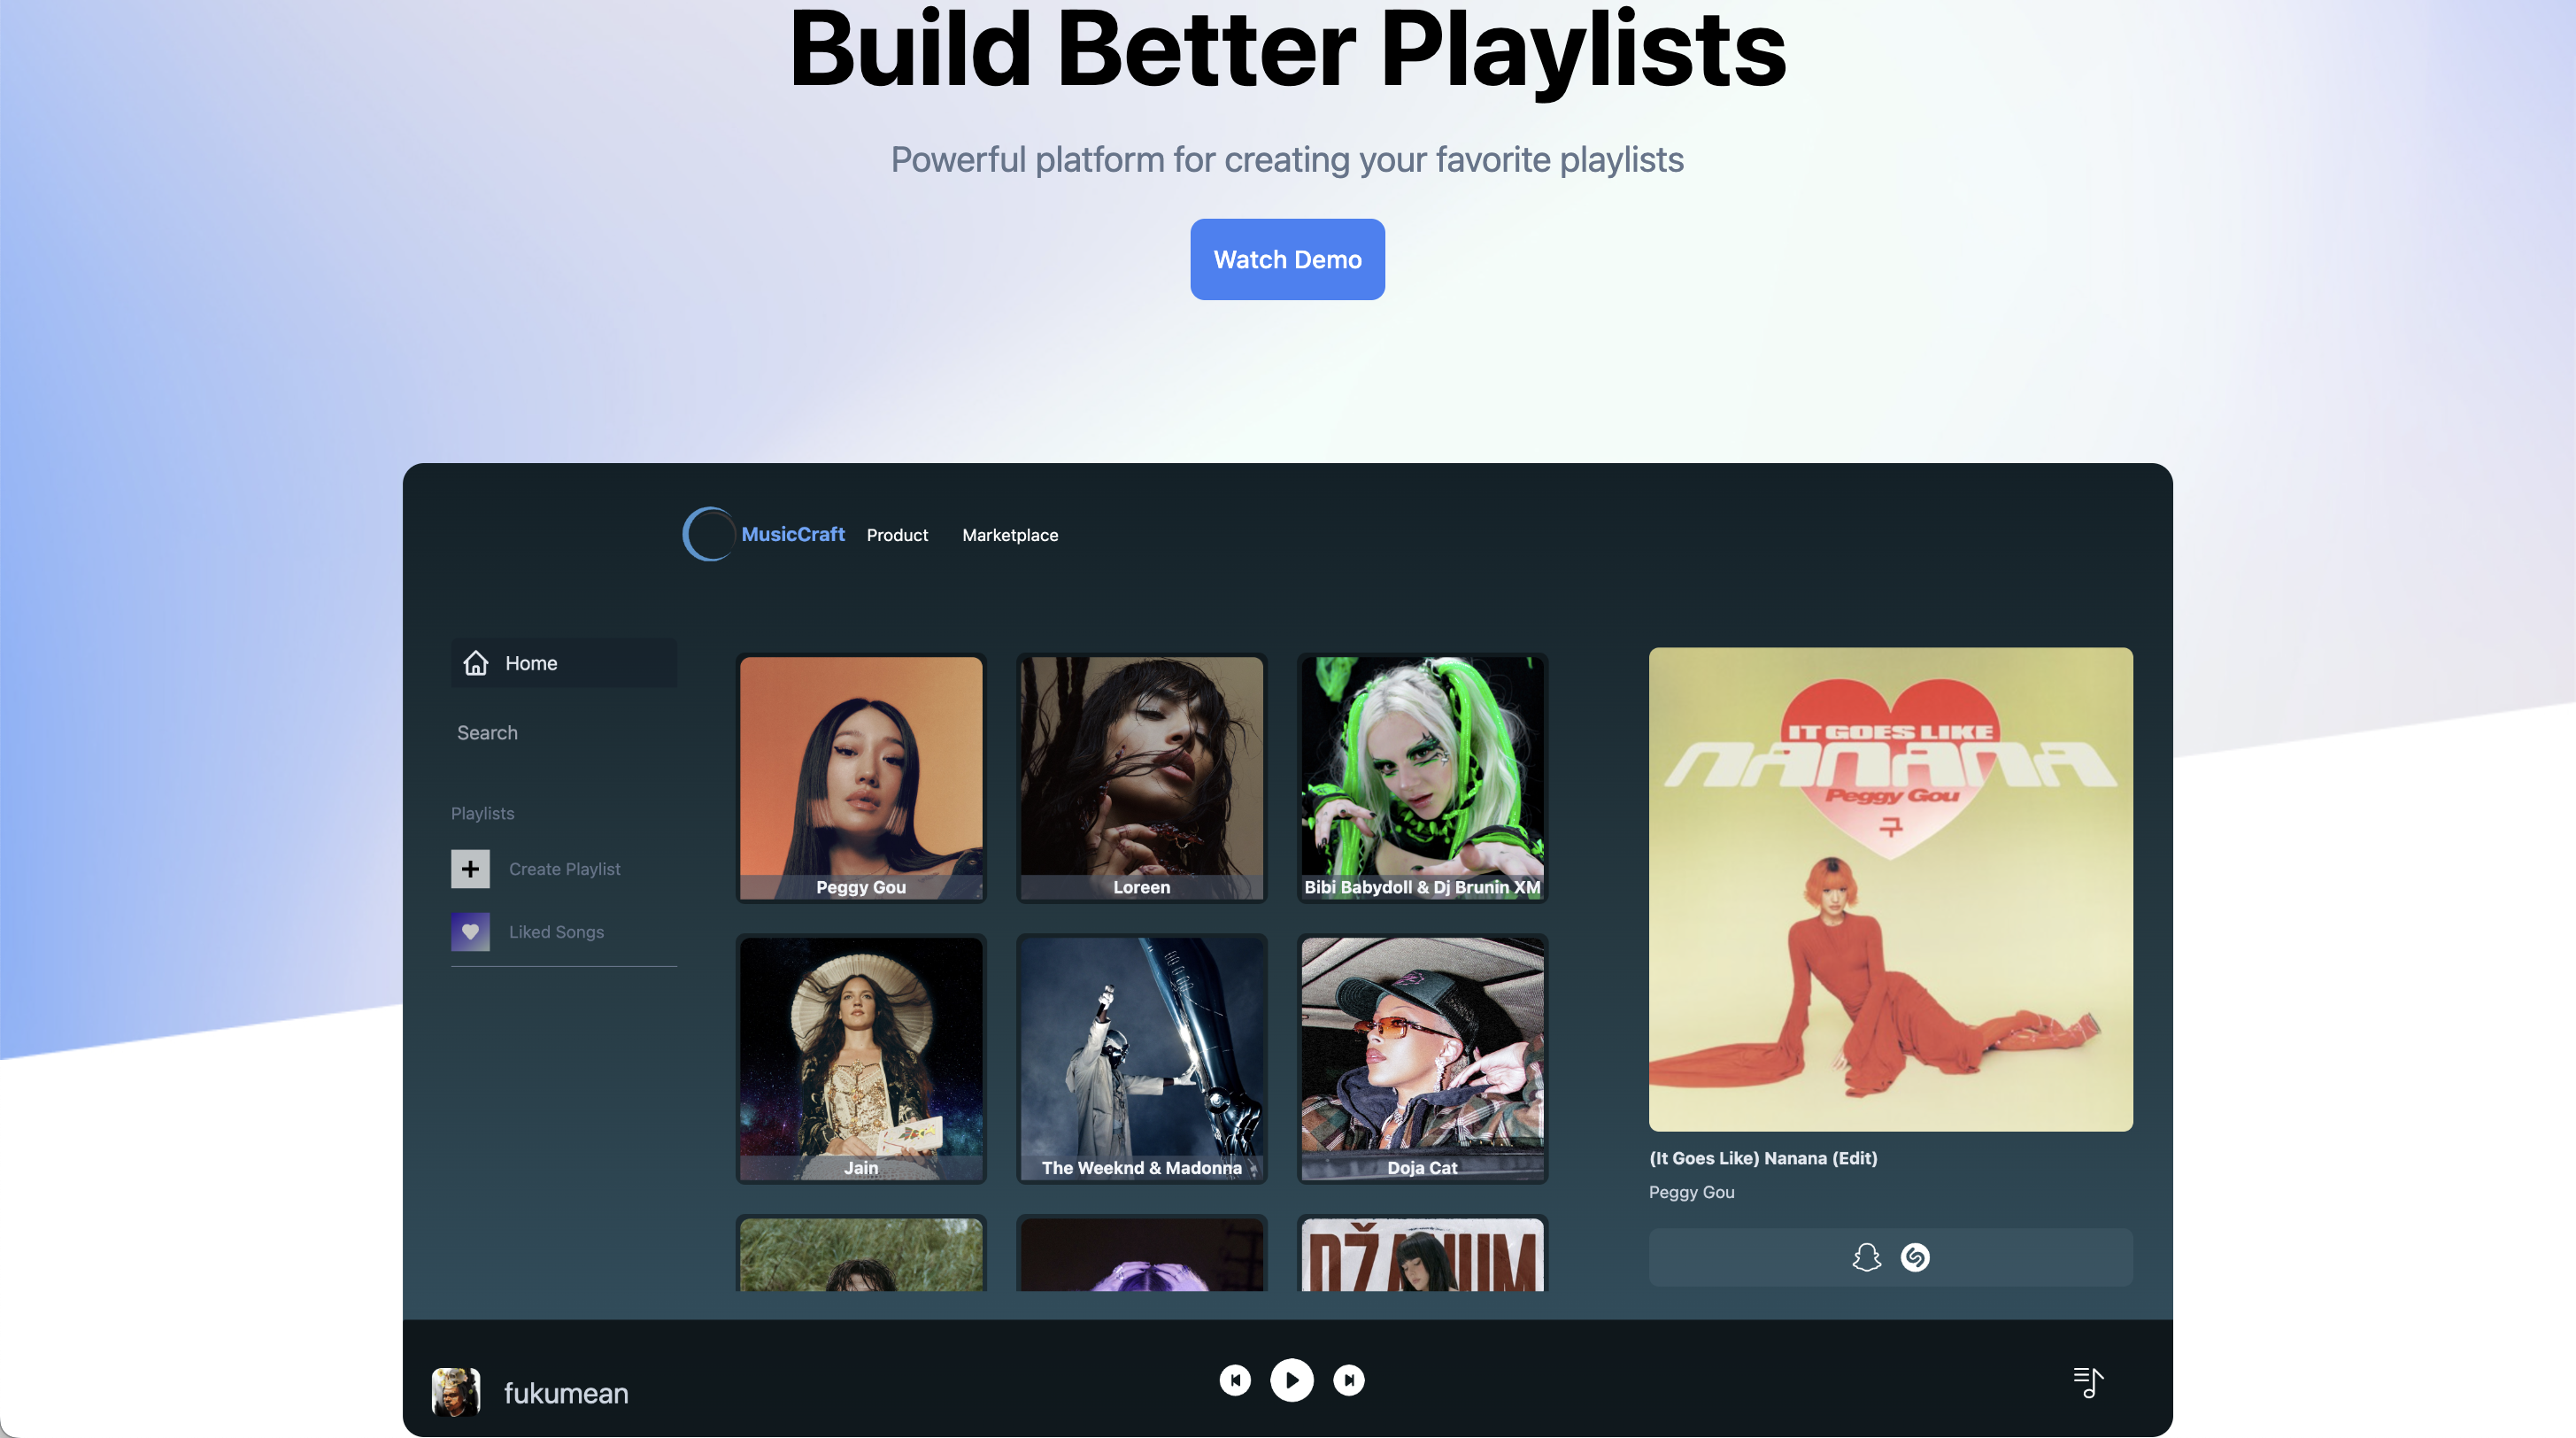 Build Better Playlists
Powerful platform for creating your favorite playlists
Watch Demo
MusicCraft Product Marketplace
Home
Search
Playlists
Create Playlist
Liked Songs
Peggy Gou
Loreen
Bibi Babydoll & Dj Brunin XM
Jain
The Weeknd & Madonna
Doja Cat
DŽANUM
IT GOES LIKE
NANANA
Peggy Gou
구
(It Goes Like) Nanana (Edit)
Peggy Gou
fukumean